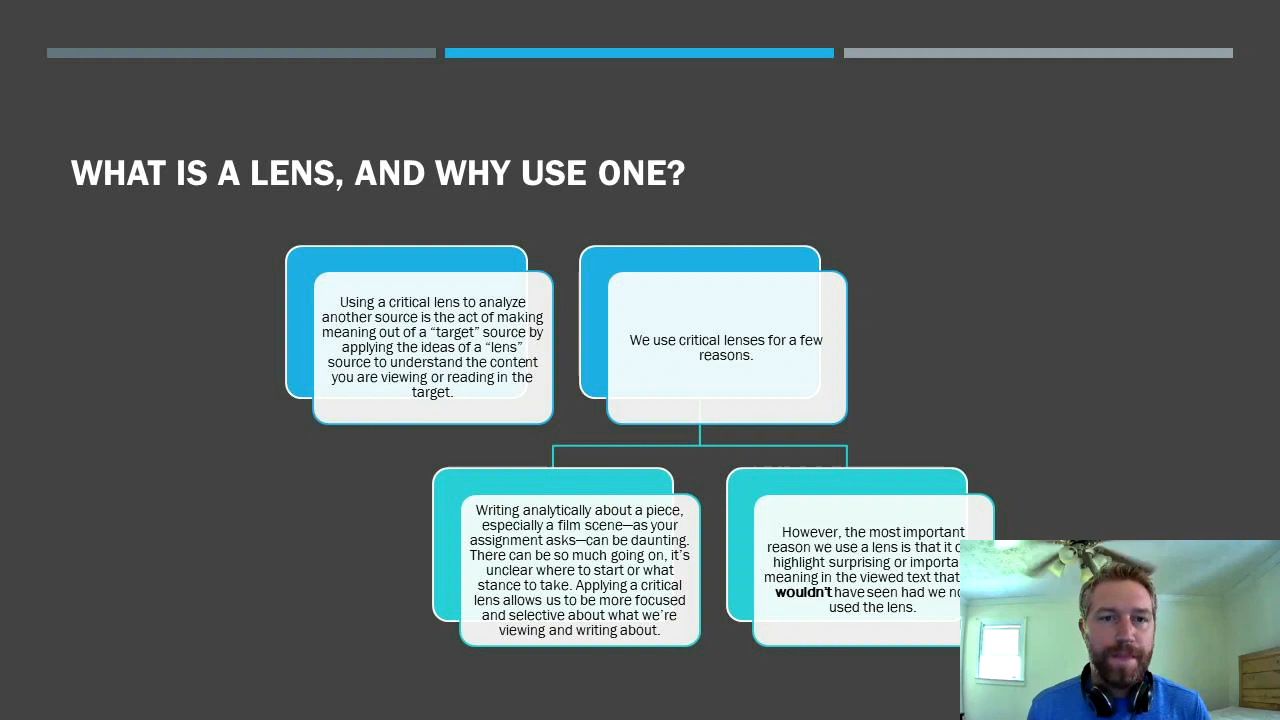 WHAT IS A LENS, AND WHY USE ONE?
Using a critical lens to analyze
another source is the act of making
meaning out of a “target” source by
applying the ideas of a “lens”
source to understand the content
you are viewing or reading in the
target.
We use critical lenses for a few
reasons.
Writing analytically about a piece,
especially a film scene—as your
assignment asks—can be daunting.
There can be so much going on, it’s
unclear where to start or what
stance to take. Applying a critical
lens allows us to be more focused
and selective about what we’re
viewing and writing about.
However, the most important
reason we use a lens is that it
highlight surprising or
meaning in the viewed text that
wouldn’t have seen had we
used the lens.